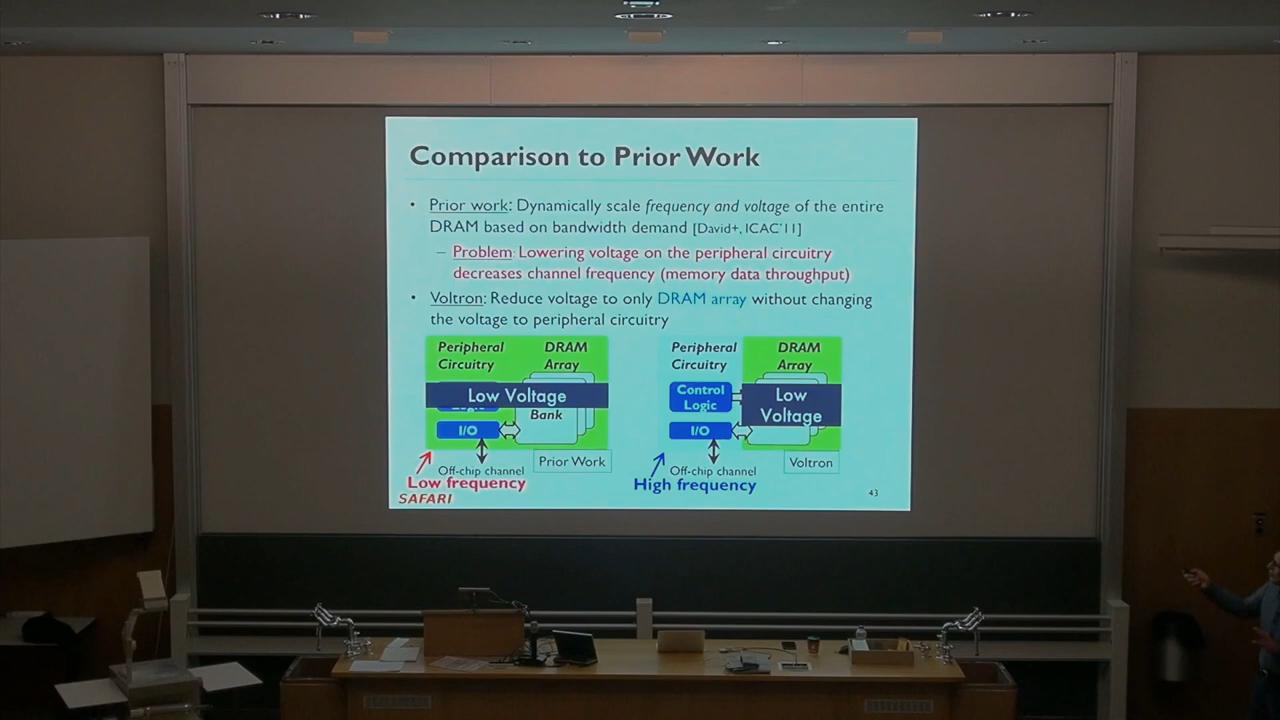 Comparison to Prior Work
• Prior work: Dynamically scale frequency and voltage of the entire
DRAM based on bandwidth demand [David+, ICAC'11]
– Problem: Lowering voltage on the peripheral circuitry
decreases channel frequency (memory data throughput)
• Voltron: Reduce voltage to only DRAM array without changing
the voltage to peripheral circuitry
Peripheral
Circuitry
DRAM
Array
Low Voltage
Logic
Bank
I/O
Off-chip channel
Prior Work
Low frequency
SAFARI
Peripheral
Circuitry
DRAM
Array
Control
Logic
Low
Voltage
I/O
Off-chip channel
Voltron
High frequency
43